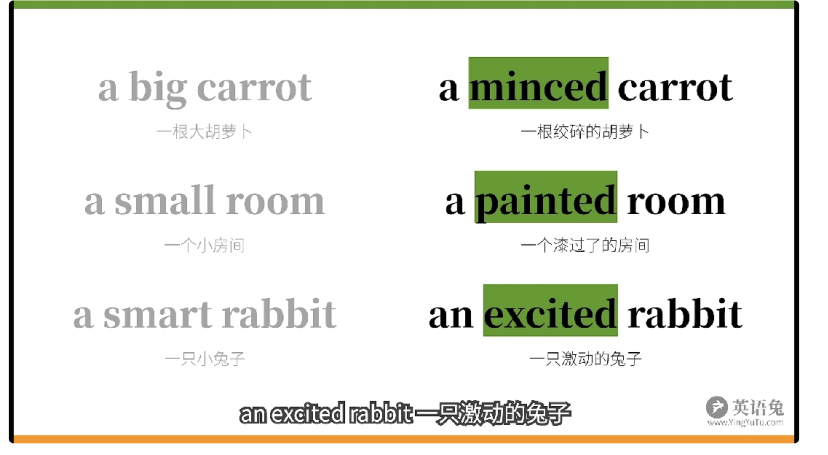 a big carrot
一根大胡萝卜
a minced carrot
一根绞碎的胡萝卜
a small room
一个小房间
a painted room
一个漆过了的房间
a smart rabbit
一只小兔子
an excited rabbit
一只激动的兔子
an excited rabbit 一只激动的兔子
英语兔
www.YingYuTu.com